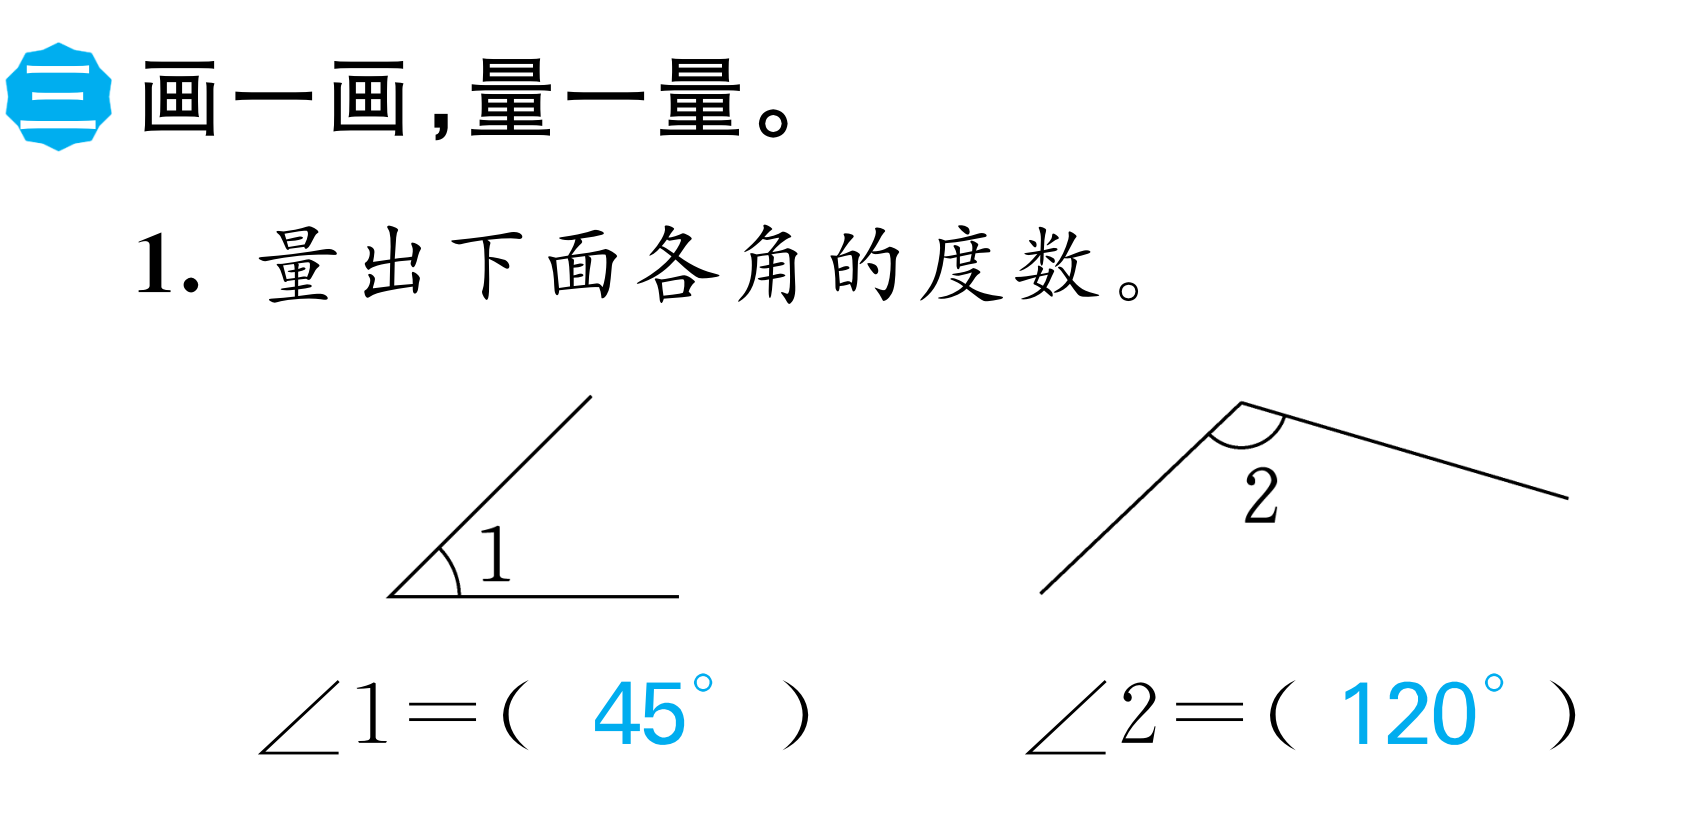 三 画一画,量一量。
1. 量出下面各角的度数。
1 2
∠1=( 45° ) ∠2=( 120° )